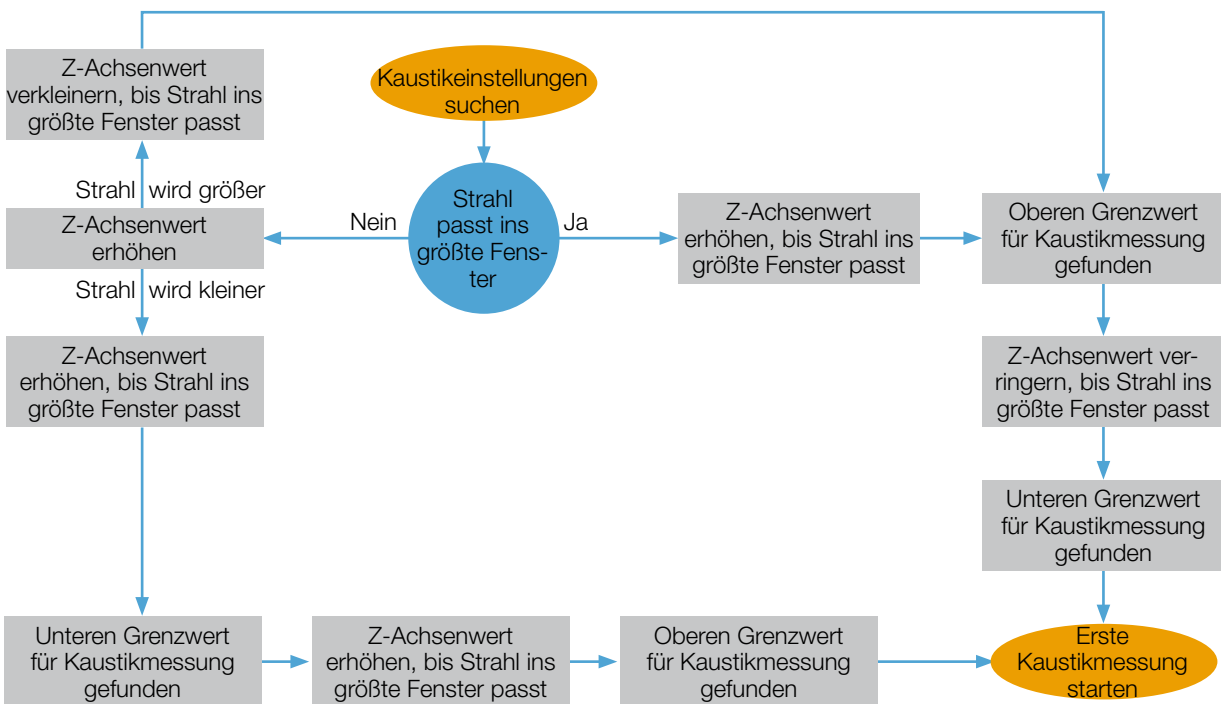 Z-Achsenwert
verkleinern, bis Strahl ins
größte Fenster passt
Kaustikeinstellungen
suchen
Strahl wird größer
Z-Achsenwert
erhöhen
Strahl wird kleiner
Nein
Strahl
passt ins
größte Fens-
ter
Ja
Z-Achsenwert
erhöhen, bis Strahl ins
größte Fenster passt
Oberen Grenzwert
für Kaustikmessung
gefunden
Z-Achsenwert
erhöhen, bis Strahl ins
größte Fenster passt
Z-Achsenwert ver-
ringern, bis Strahl ins
größte Fenster passt
Unteren Grenzwert
für Kaustikmessung
gefunden
Unteren Grenzwert
für Kaustikmessung
gefunden
Z-Achsenwert
erhöhen, bis Strahl ins
größte Fenster passt
Oberen Grenzwert
für Kaustikmessung
gefunden
Erste
Kaustikmessung
starten